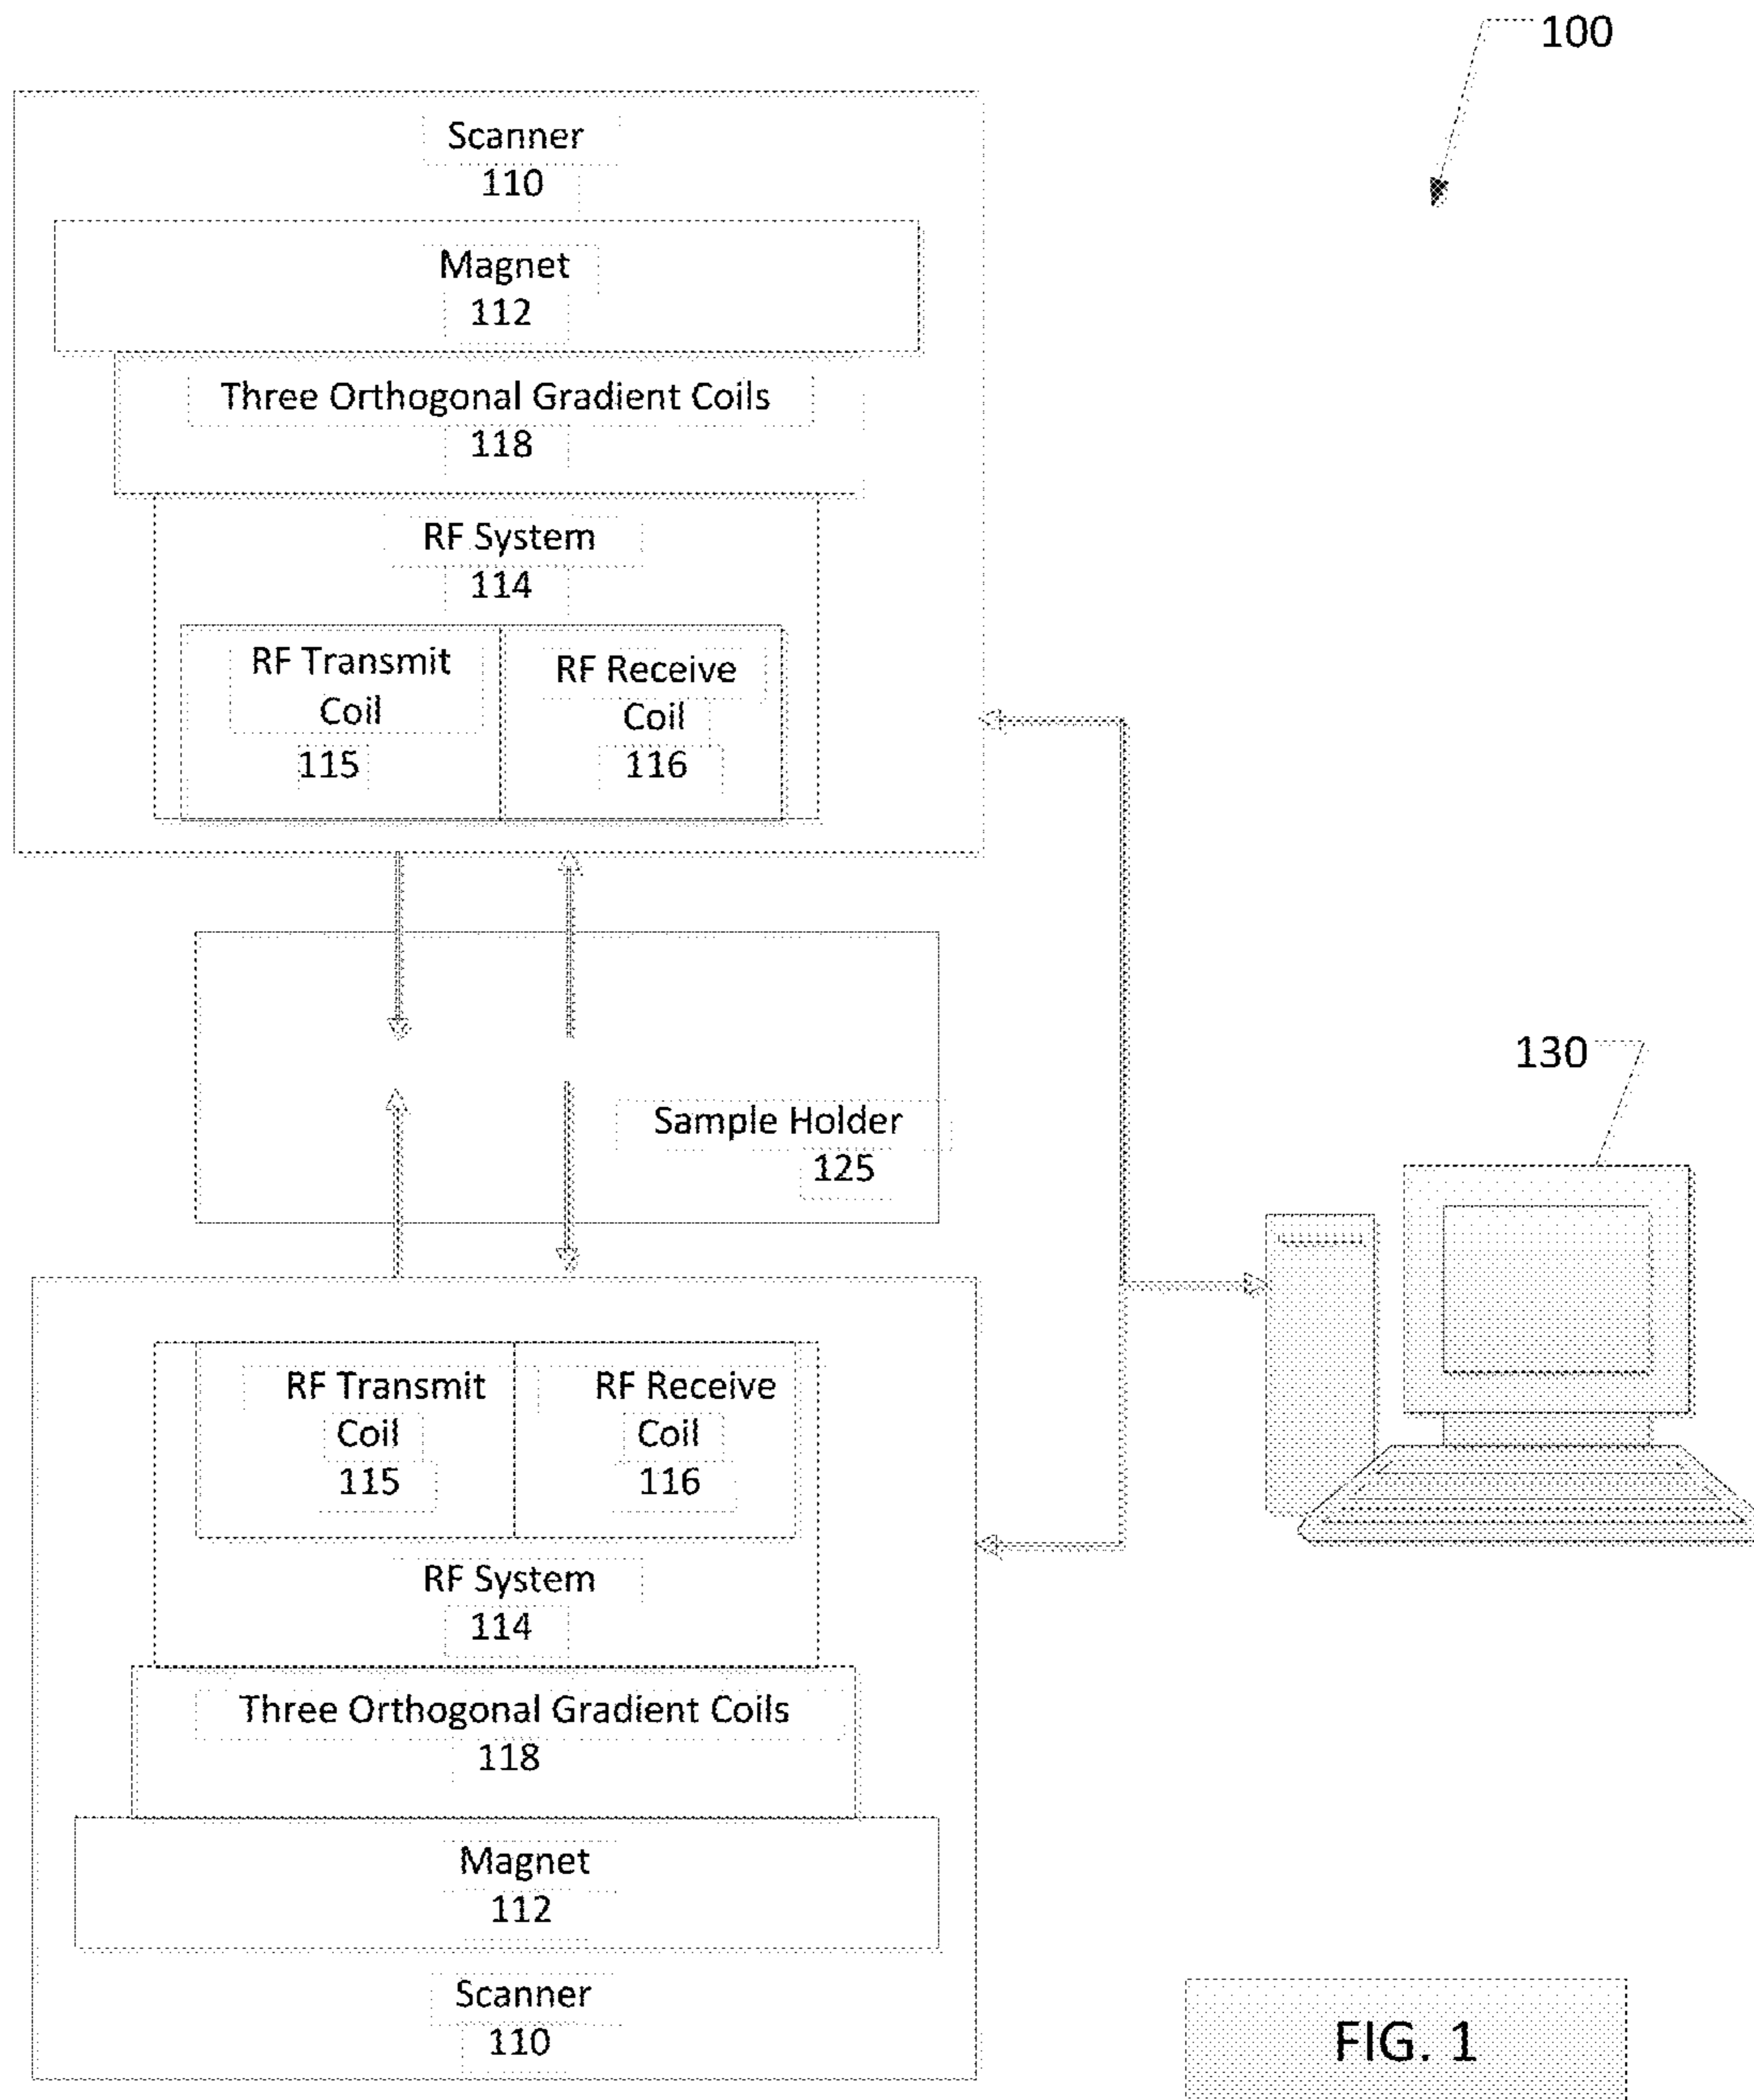 100
Scanner
110
Magnet
112
Three Orthogonal Gradient Coils
118
RF System
114
RF Transmit
Coil
115
RF Receive
Coil
116
Sample Holder
125
130
RF Transmit
Coil
115
RF Receive
Coil
116
RF System
114
Three Orthogonal Gradient Coils
118
Magnet
112
Scanner
110
FIG. 1